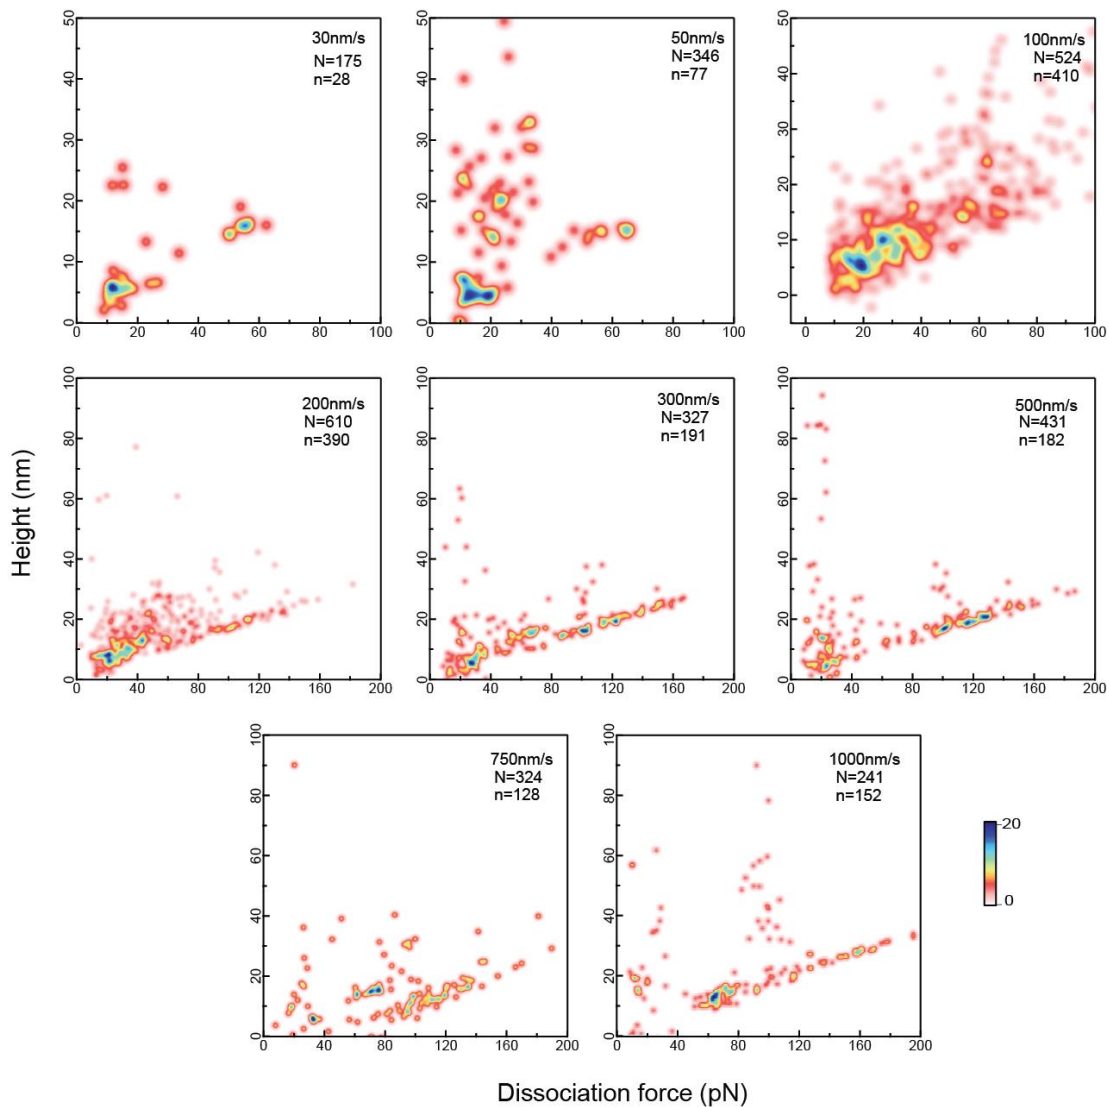 30nm/s
N=175
n=28
50
40
30
20
10
0
0 20 40 60 80 100
50nm/s
N=346
n=77
50
40
30
20
10
0
0 20 40 60 80 100
100nm/s
N=524
n=410
50
40
30
20
10
0
0 20 40 60 80 100
Height (nm)
200nm/s
N=610
n=390
100
80
60
40
20
0
0 40 80 120 160 200
300nm/s
N=327
n=191
100
80
60
40
20
0
0 40 80 120 160 200
500nm/s
N=431
n=182
100
80
60
40
20
0
0 40 80 120 160 200
750nm/s
N=324
n=128
100
80
60
40
20
0
0 40 80 120 160 200
1000nm/s
N=241
n=152
100
80
60
40
20
0
0 40 80 120 160 200
20
0
Dissociation force (pN)